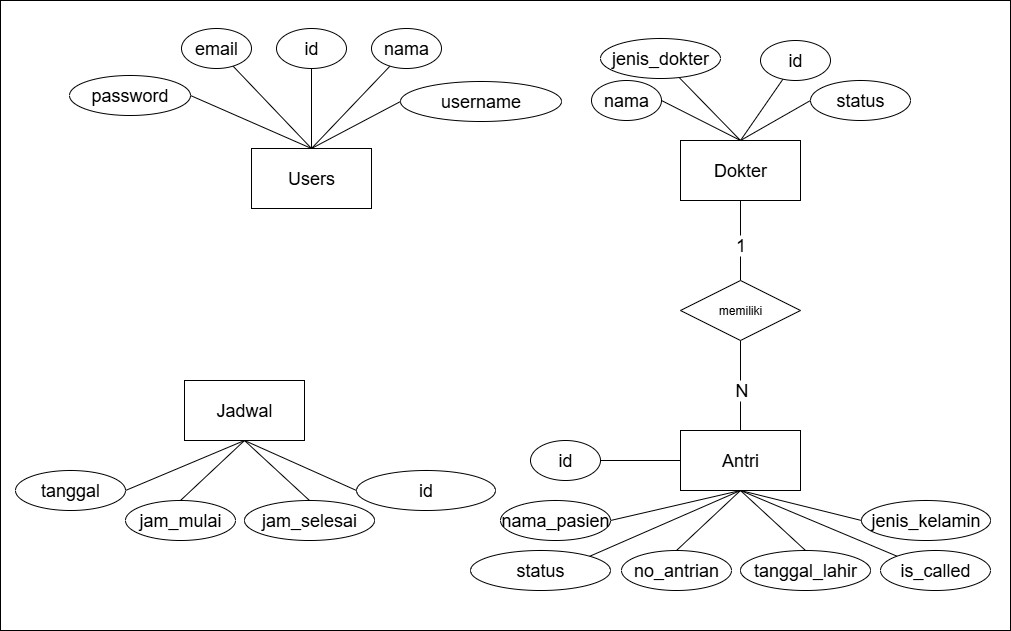 email
id
nama
password
username
Users
jenis_dokter
id
nama
status
Dokter
1
memiliki
N
Jadwal
tanggal
jam_mulai
jam_selesai
id
Antri
id
nama_pasien
jenis_kelamin
status
no_antrian
tanggal_lahir
is_called